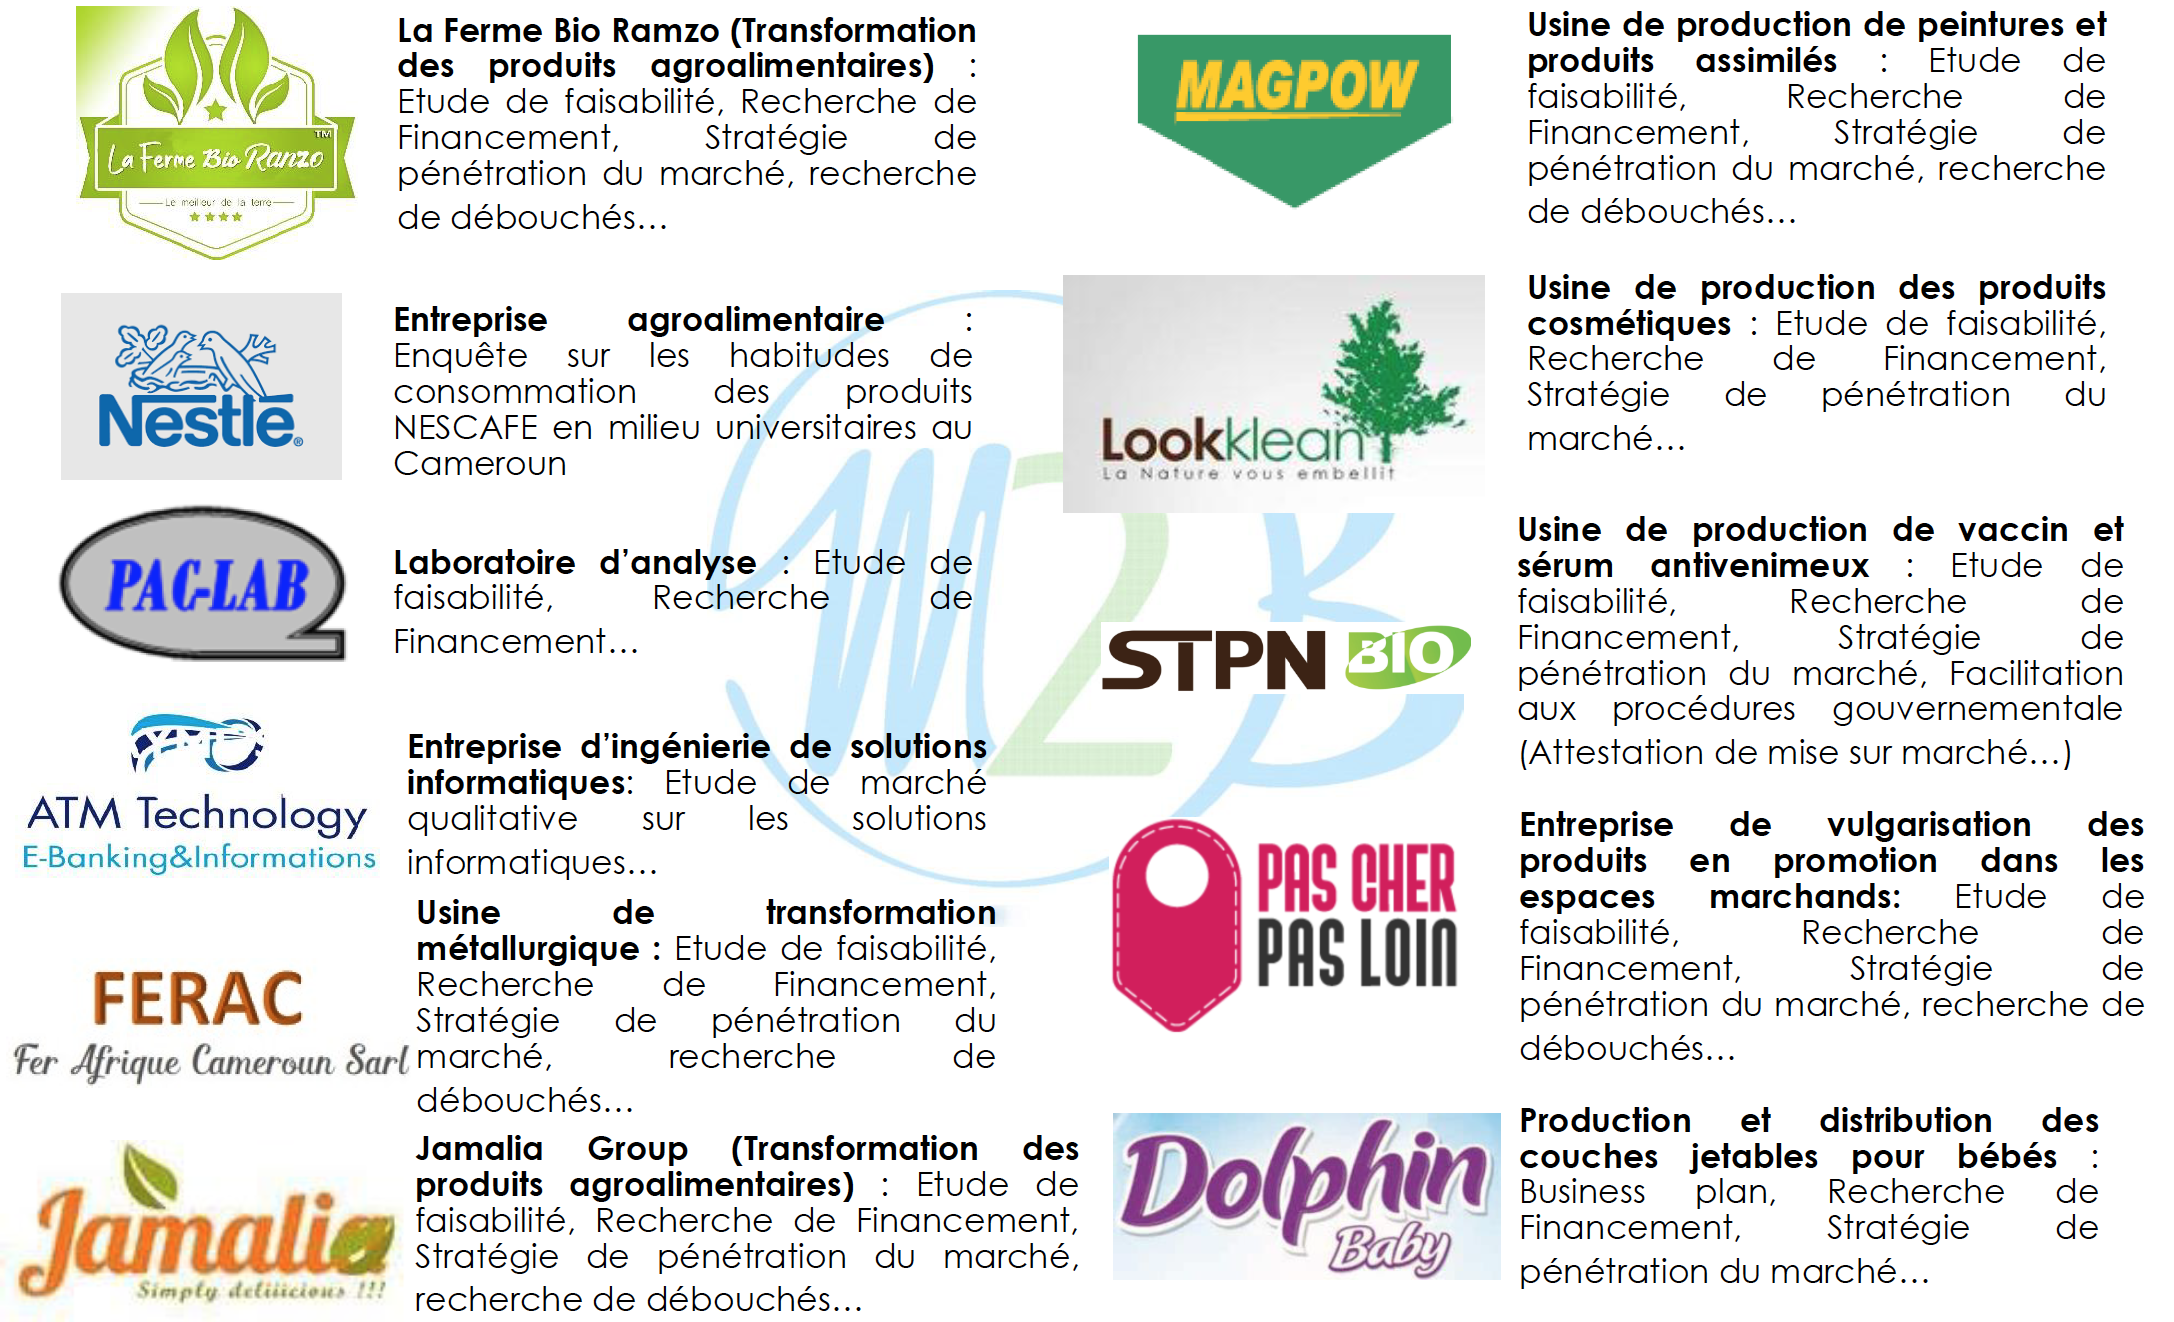 TM
La Ferme Bio Ranzo
Le meilleur de la terre
La Ferme Bio Ramzo (Transformation
des produits agroalimentaires) :
Etude de faisabilité, Recherche de
Financement, Stratégie de
pénétration du marché, recherche
de débouchés…
Nestlé
Entreprise agroalimentaire :
Enquête sur les habitudes de
consommation des produits
NESCAFE en milieu universitaires au
Cameroun
PAC-LAB
Laboratoire d’analyse : Etude de
faisabilité, Recherche de
Financement…
ATM Technology
E-Banking&Informations
Entreprise d’ingénierie de solutions
informatiques: Etude de marché
qualitative sur les solutions
informatiques…
FERAC
Fer Afrique Cameroun Sarl
Usine de transformation
métallurgique : Etude de faisabilité,
Recherche de Financement,
Stratégie de pénétration du
marché, recherche de
débouchés…
Jamalia
Simply deliiicious !!!
Jamalia Group (Transformation des
produits agroalimentaires) : Etude de
faisabilité, Recherche de Financement,
Stratégie de pénétration du marché,
recherche de débouchés…
M2B
MAGPOW
Usine de production de peintures et
produits assimilés : Etude de
faisabilité, Recherche de
Financement, Stratégie de
pénétration du marché, recherche
de débouchés…
Lookklean
La Nature vous embellit
Usine de production des produits
cosmétiques : Etude de faisabilité,
Recherche de Financement,
Stratégie de pénétration du
marché…
STPN BIO
Usine de production de vaccin et
sérum antivenimeux : Etude de
faisabilité, Recherche de
Financement, Stratégie de
pénétration du marché, Facilitation
aux procédures gouvernementale
(Attestation de mise sur marché…)
PAS CHER
PAS LOIN
Entreprise de vulgarisation des
produits en promotion dans les
espaces marchands: Etude de
faisabilité, Recherche de
Financement, Stratégie de
pénétration du marché, recherche de
débouchés…
Dolphin
Baby
Production et distribution des
couches jetables pour bébés :
Business plan, Recherche de
Financement, Stratégie de
pénétration du marché…